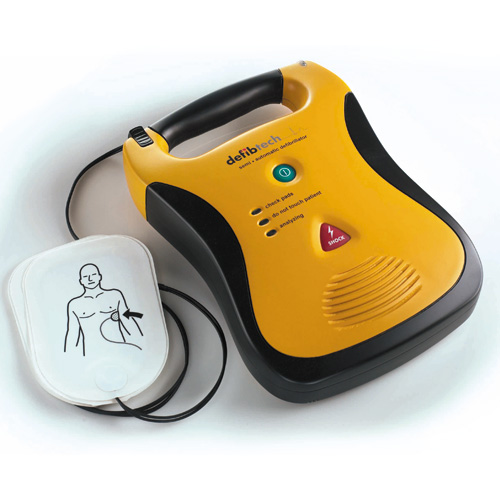 defibtech
semi • automatic defibrillator
check pads
do not touch patient
analyzing
SHOCK